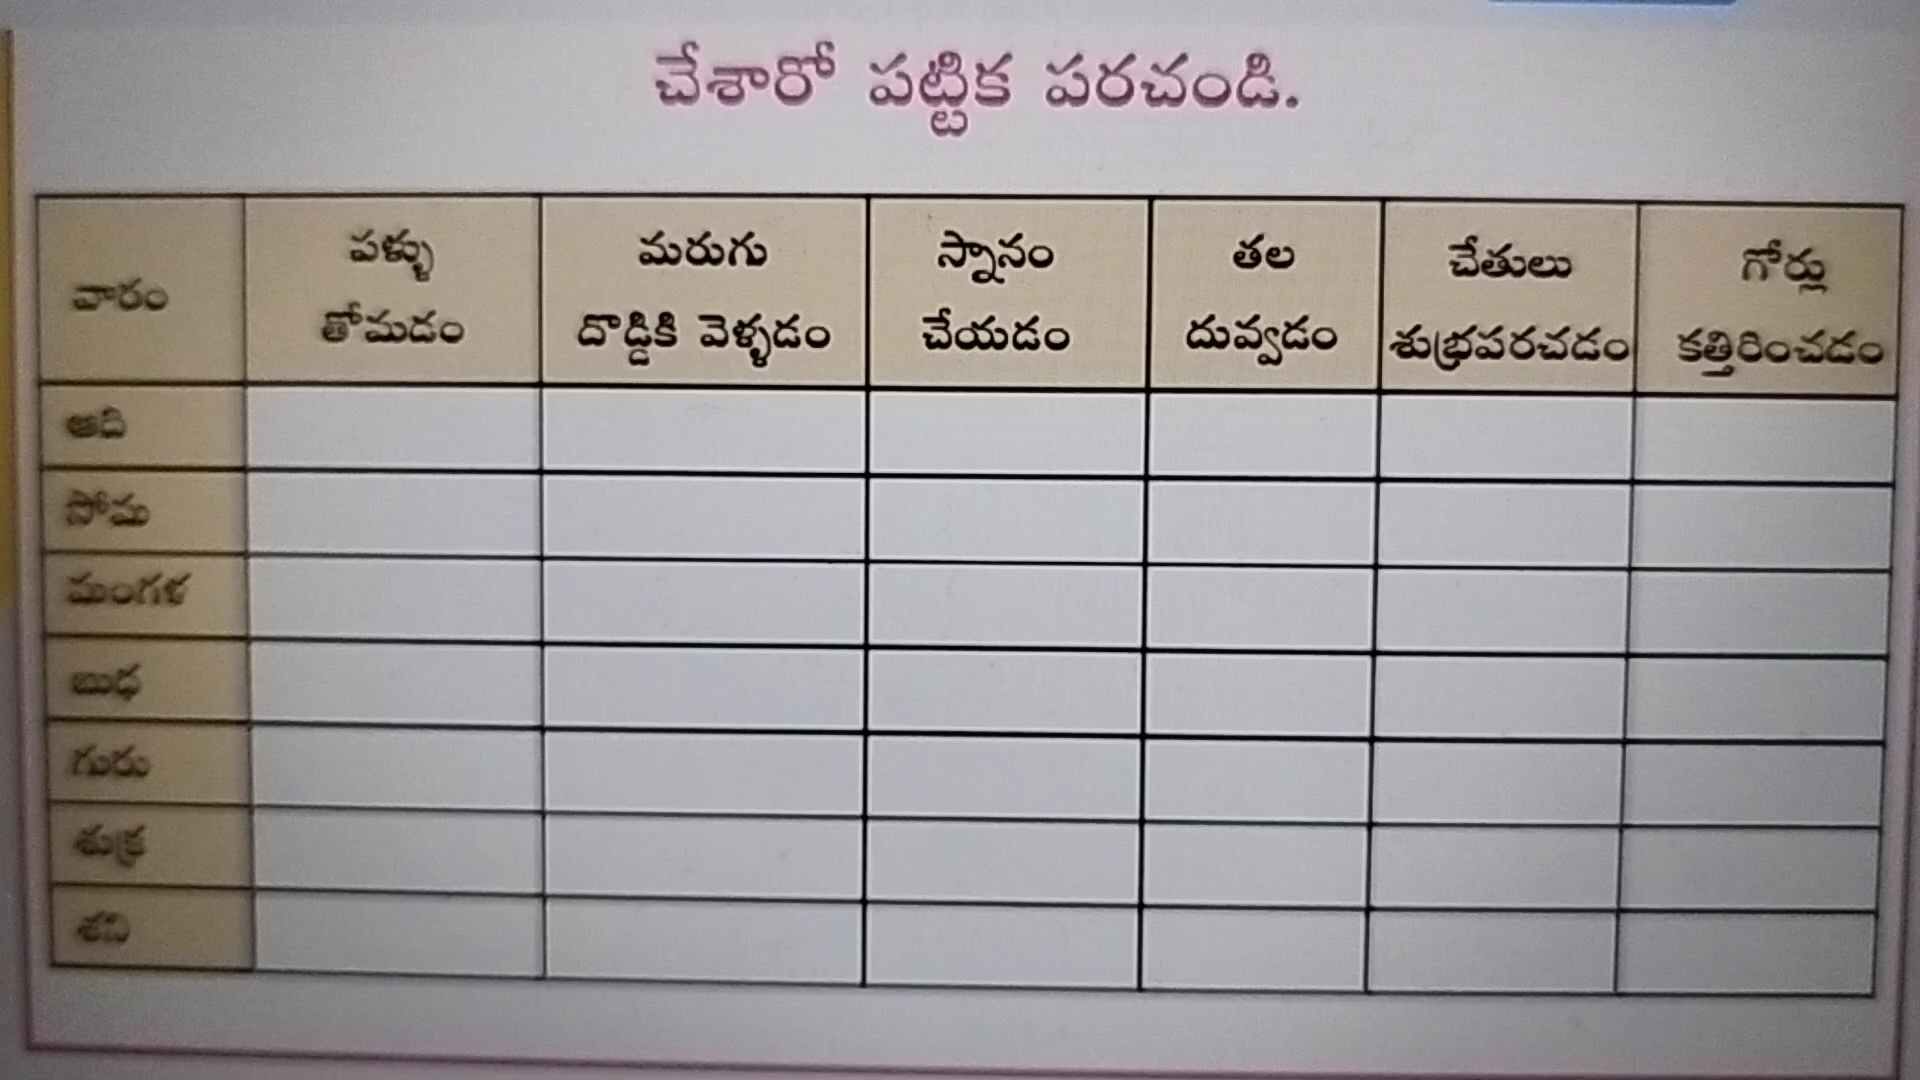 చేశారో పట్టిక పరచండి.
వారం
పళ్ళు
తోమడం
మరుగు
దొడ్డికి వెళ్ళడం
స్నానం
చేయడం
తల
దువ్వడం
చేతులు
శుభ్రపరచడం
గోర్లు
కత్తిరించడం
ఆది
సోమ
మంగళ
బుధ
గురు
శుక్ర
శని